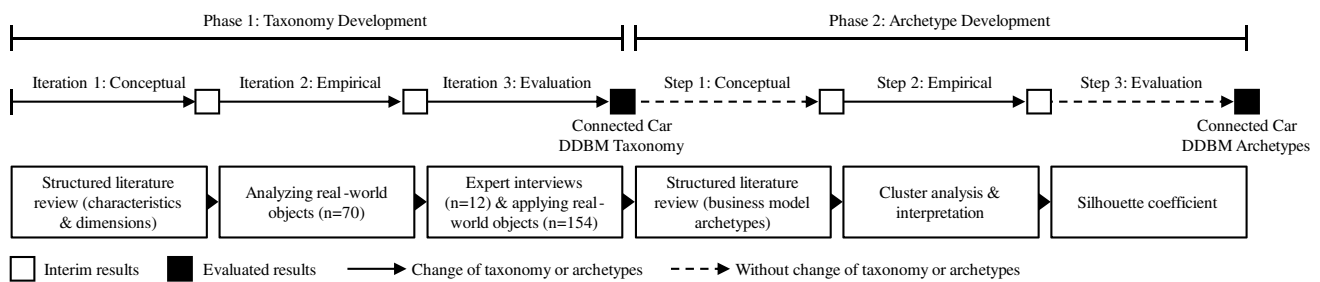 Phase 1: Taxonomy Development
Phase 2: Archetype Development
Iteration 1: Conceptual
Iteration 2: Empirical
Iteration 3: Evaluation
Step 1: Conceptual
Step 2: Empirical
Step 3: Evaluation
Connected Car
DDBM Taxonomy
Connected Car
DDBM Archetypes
Structured literature
review (characteristics
& dimensions)
Analyzing real-world
objects (n=70)
Expert interviews
(n=12) & applying real-
world objects (n=154)
Structured literature
review (business model
archetypes)
Cluster analysis &
interpretation
Silhouette coefficient
Interim results
Evaluated results
Change of taxonomy or archetypes
Without change of taxonomy or archetypes